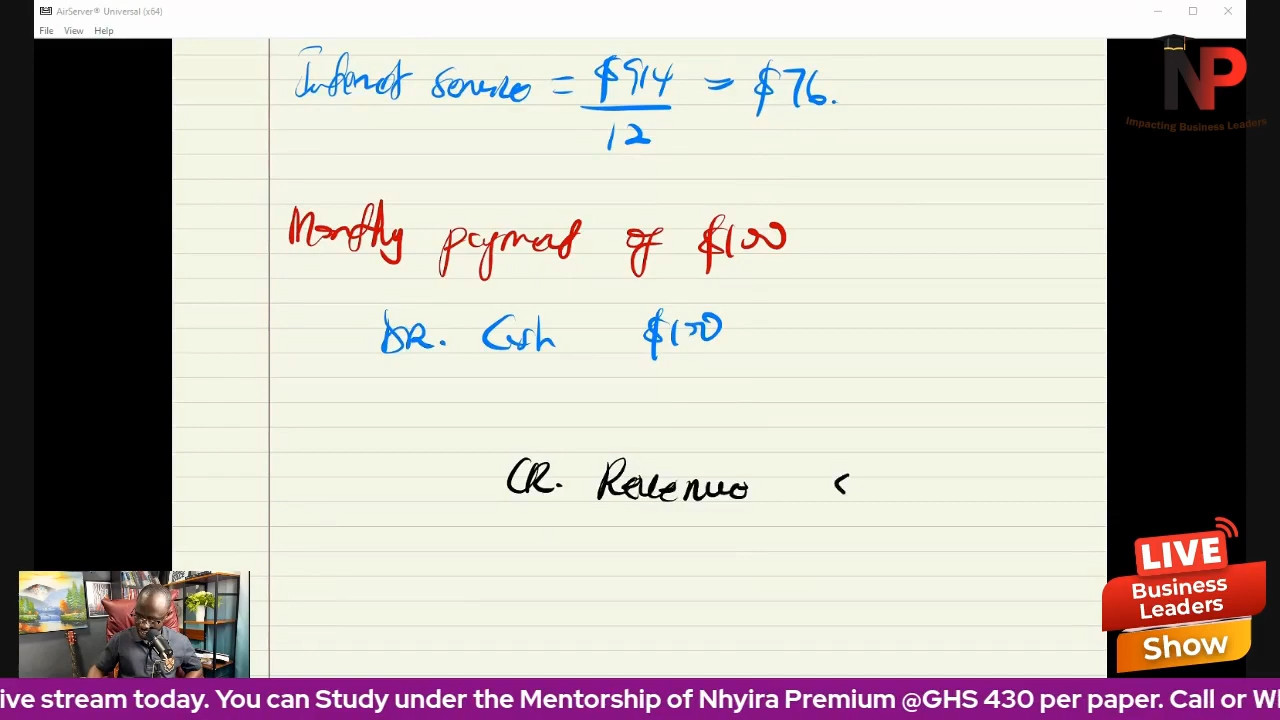 AirServer® Universal (x64)
File View Help
NP
Impacting Business Leaders
Internet service = $914 = $76.
12
Monthly payment of $100
DR. Cash $100
CR. Revenue
LIVE
Business
Leaders
Show
ive stream today. You can Study under the Mentorship of Nhyira Premium @GHS 430 per paper. Call or W